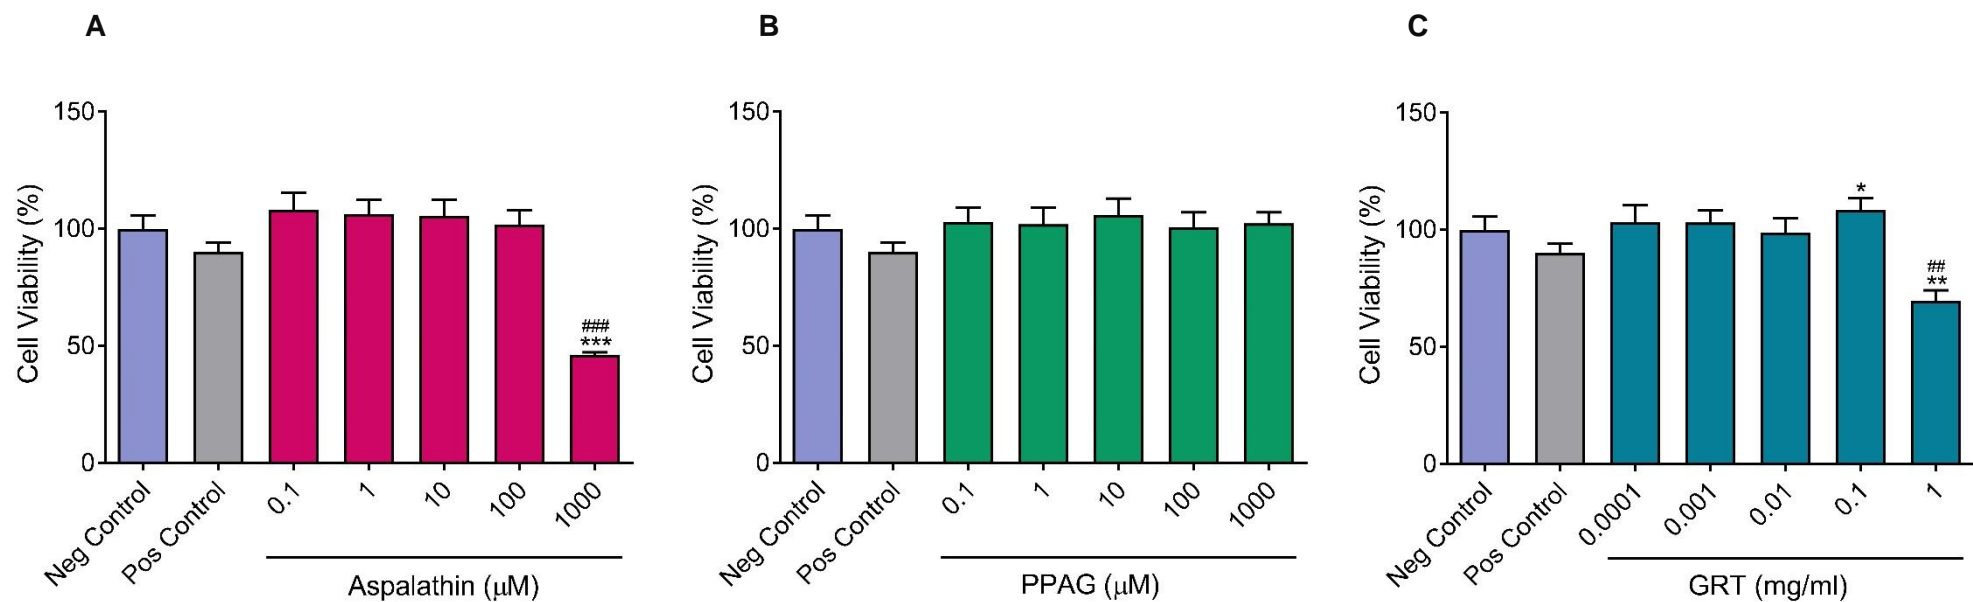 A
B
C
Cell Viability (%)
150
100
50
0
###
***
Neg Control
Pos Control
0.1
1
10
100
1000
Aspalathin (μM)
Cell Viability (%)
150
100
50
0
Neg Control
Pos Control
0.1
1
10
100
1000
PPAG (μM)
Cell Viability (%)
150
100
50
0
*
##
**
Neg Control
Pos Control
0.0001
0.001
0.01
0.1
1
GRT (mg/ml)